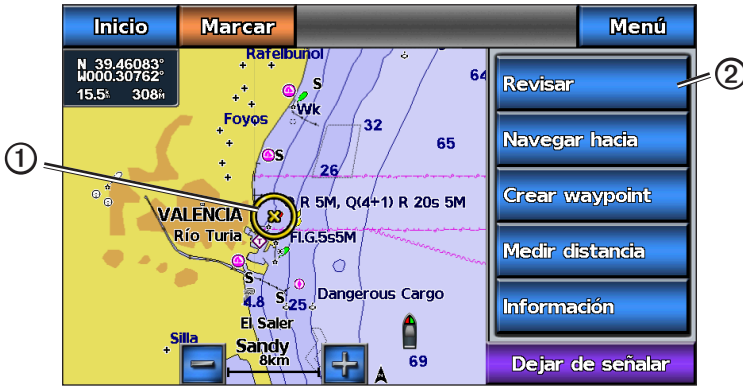 Inicio
Marcar
Menú
N 39.46083°
W000.30762°
15.5
308
Rafelbuñol
S
64
Wk
Foyos
32
S
65
26
R 5M, Q(4+1) R 20s 5M
VALENCIA
Río Turia
T
Fl.G.5s5M
S
4.8
S
25
Dangerous Cargo
El Saler
Silla
Sandy
8km
69
Revisar
Navegar hacia
Crear waypoint
Medir distancia
Información
Dejar de señalar
①
②